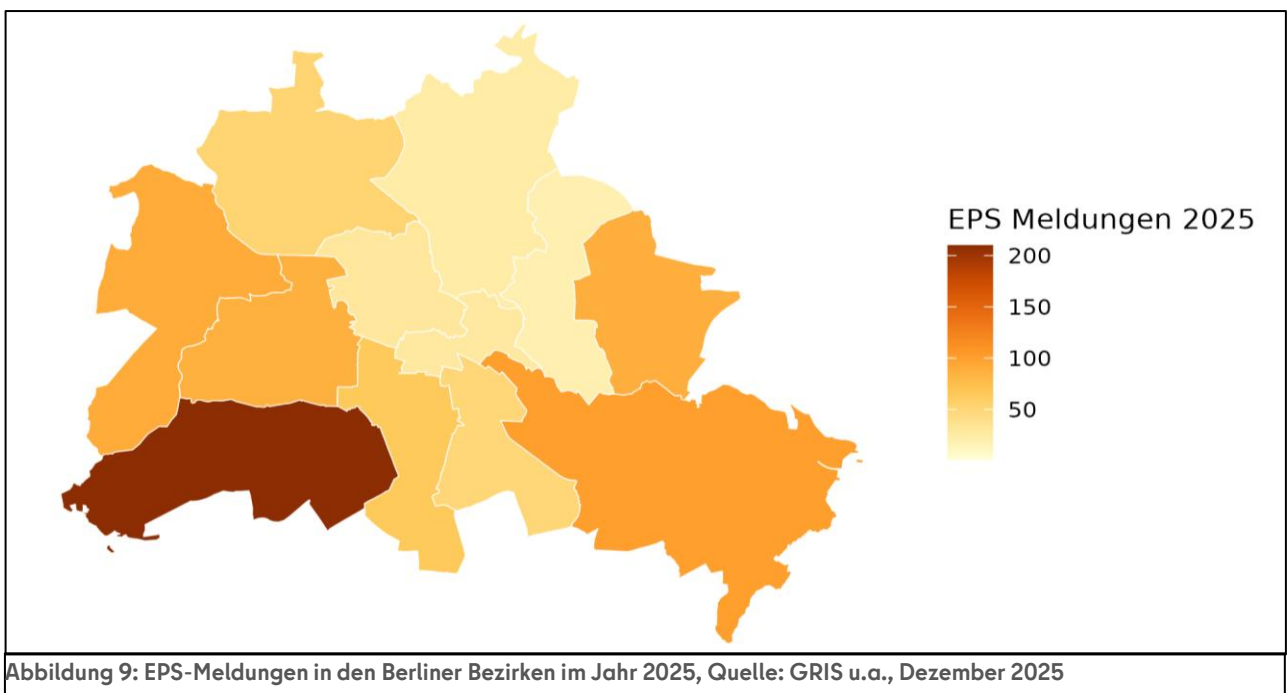 EPS Meldungen 2025
200
150
100
50
Abbildung 9: EPS-Meldungen in den Berliner Bezirken im Jahr 2025, Quelle: GRIS u.a., Dezember 2025